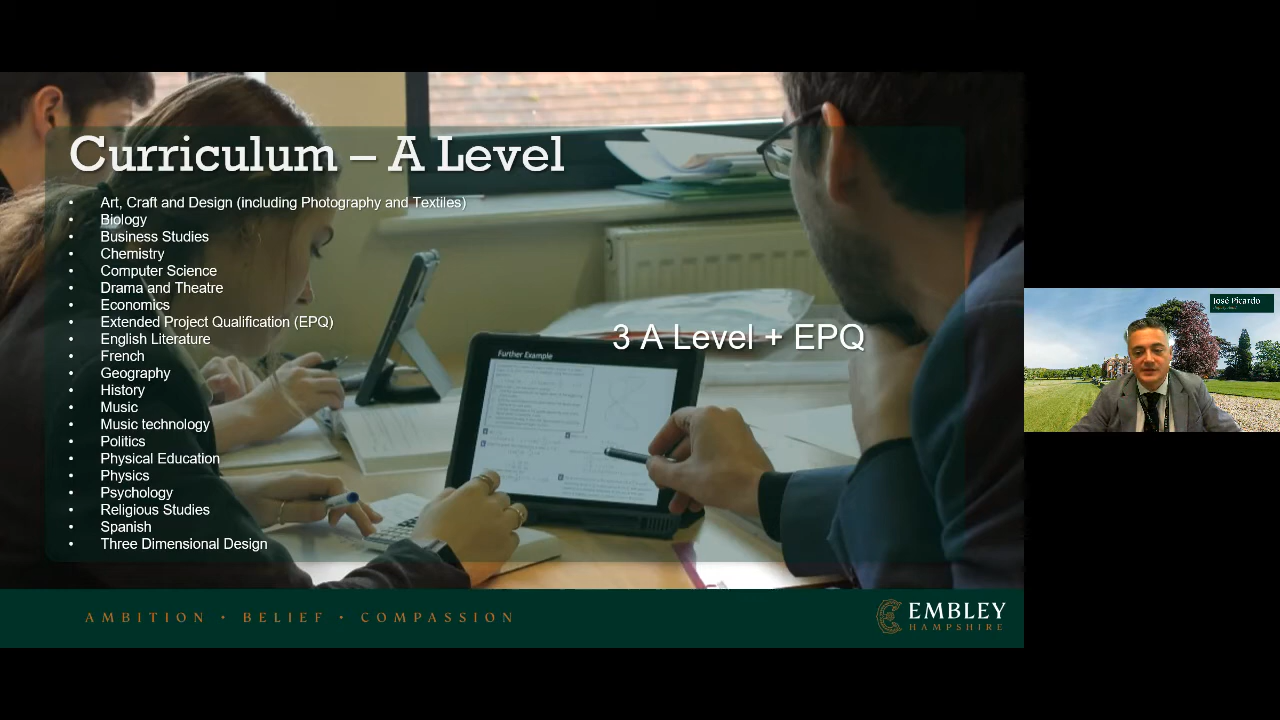 Curriculum – A Level
• Art, Craft and Design (including Photography and Textiles)
• Biology
• Business Studies
• Chemistry
• Computer Science
• Drama and Theatre
• Economics
• Extended Project Qualification (EPQ)
• English Literature
• French
• Geography
• History
• Music
• Music technology
• Politics
• Physical Education
• Physics
• Psychology
• Religious Studies
• Spanish
• Three Dimensional Design
3 A Level + EPQ
Further Example
AMBITION • BELIEF • COMPASSION
EMBLEY
HAMPSHIRE
José Picardo